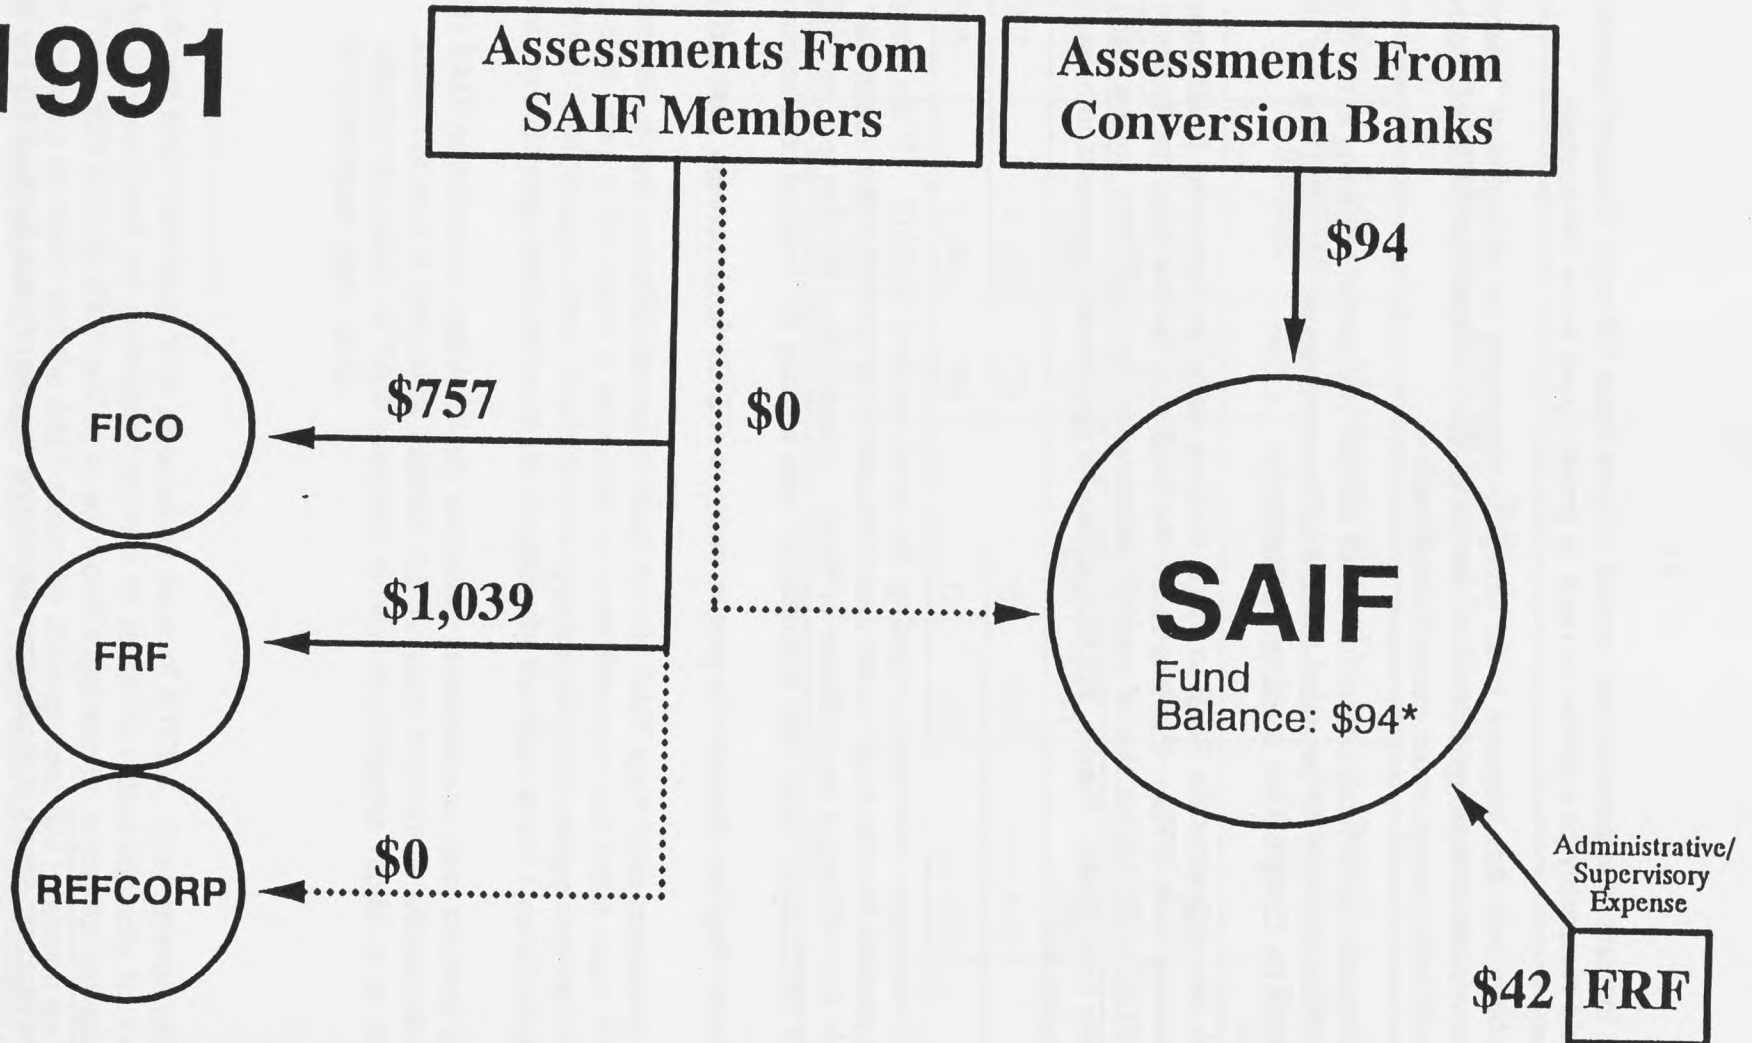 1991
Assessments From
SAIF Members
Assessments From
Conversion Banks
$94
$757
$0
FICO
$1,039
FRF
SAIF
Fund
Balance: $94*
$0
REFCORP
Administrative/
Supervisory
Expense
$42
FRF